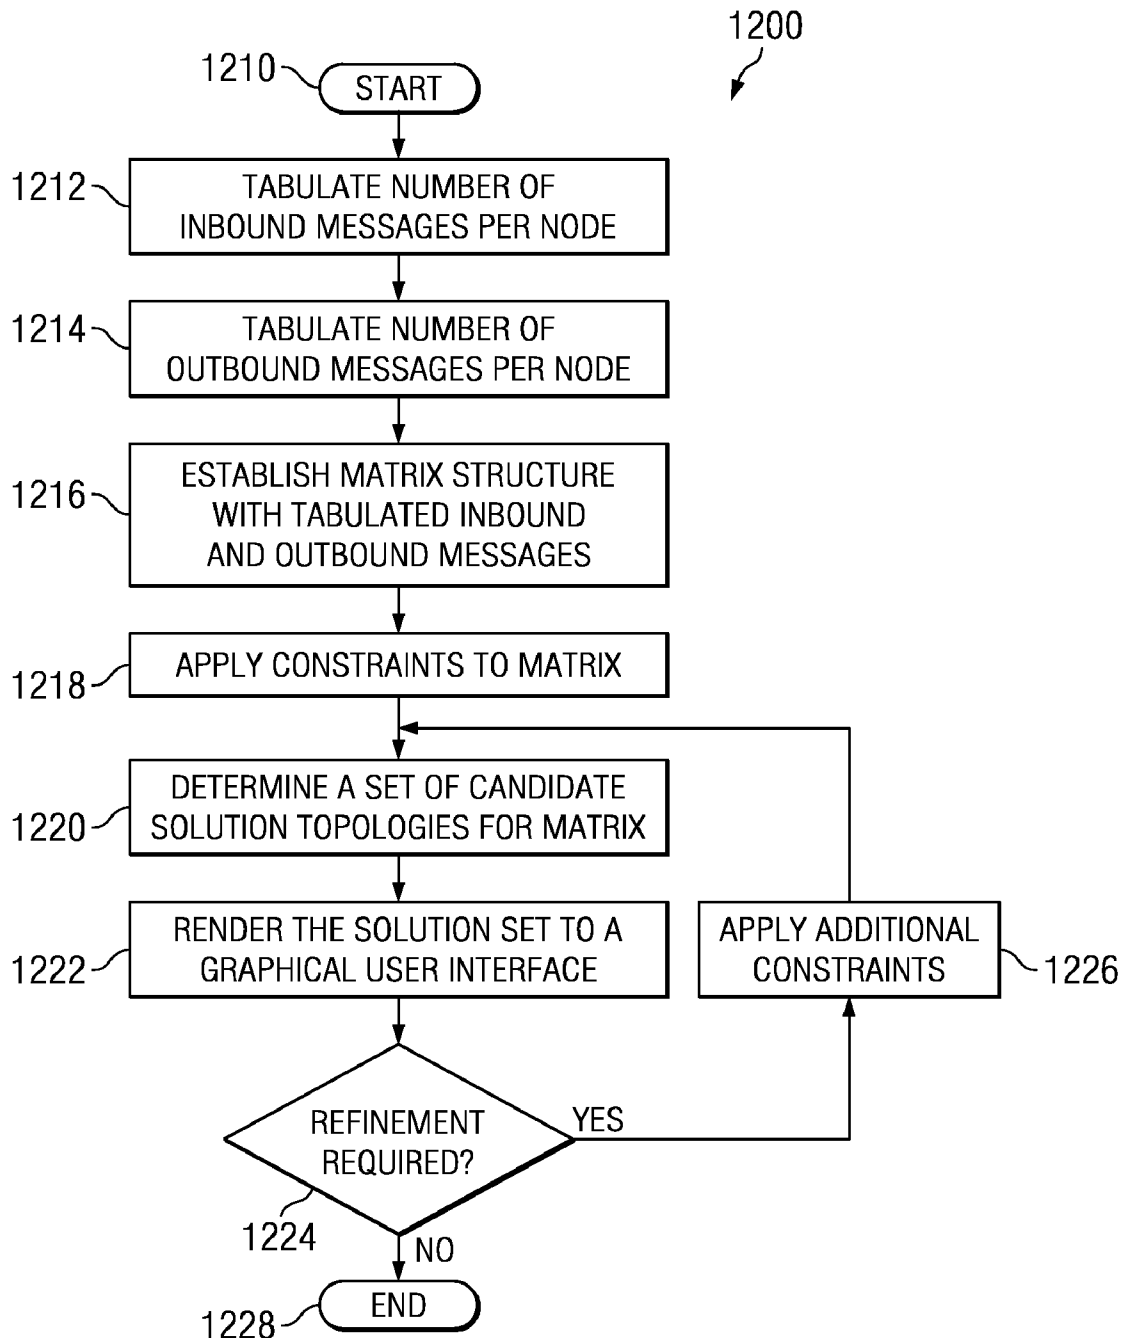 1200
1210
START
1212
TABULATE NUMBER OF
INBOUND MESSAGES PER NODE
1214
TABULATE NUMBER OF
OUTBOUND MESSAGES PER NODE
1216
ESTABLISH MATRIX STRUCTURE
WITH TABULATED INBOUND
AND OUTBOUND MESSAGES
1218
APPLY CONSTRAINTS TO MATRIX
1220
DETERMINE A SET OF CANDIDATE
SOLUTION TOPOLOGIES FOR MATRIX
1222
RENDER THE SOLUTION SET TO A
GRAPHICAL USER INTERFACE
APPLY ADDITIONAL
CONSTRAINTS
1226
REFINEMENT
REQUIRED?
YES
1224
NO
END
1228